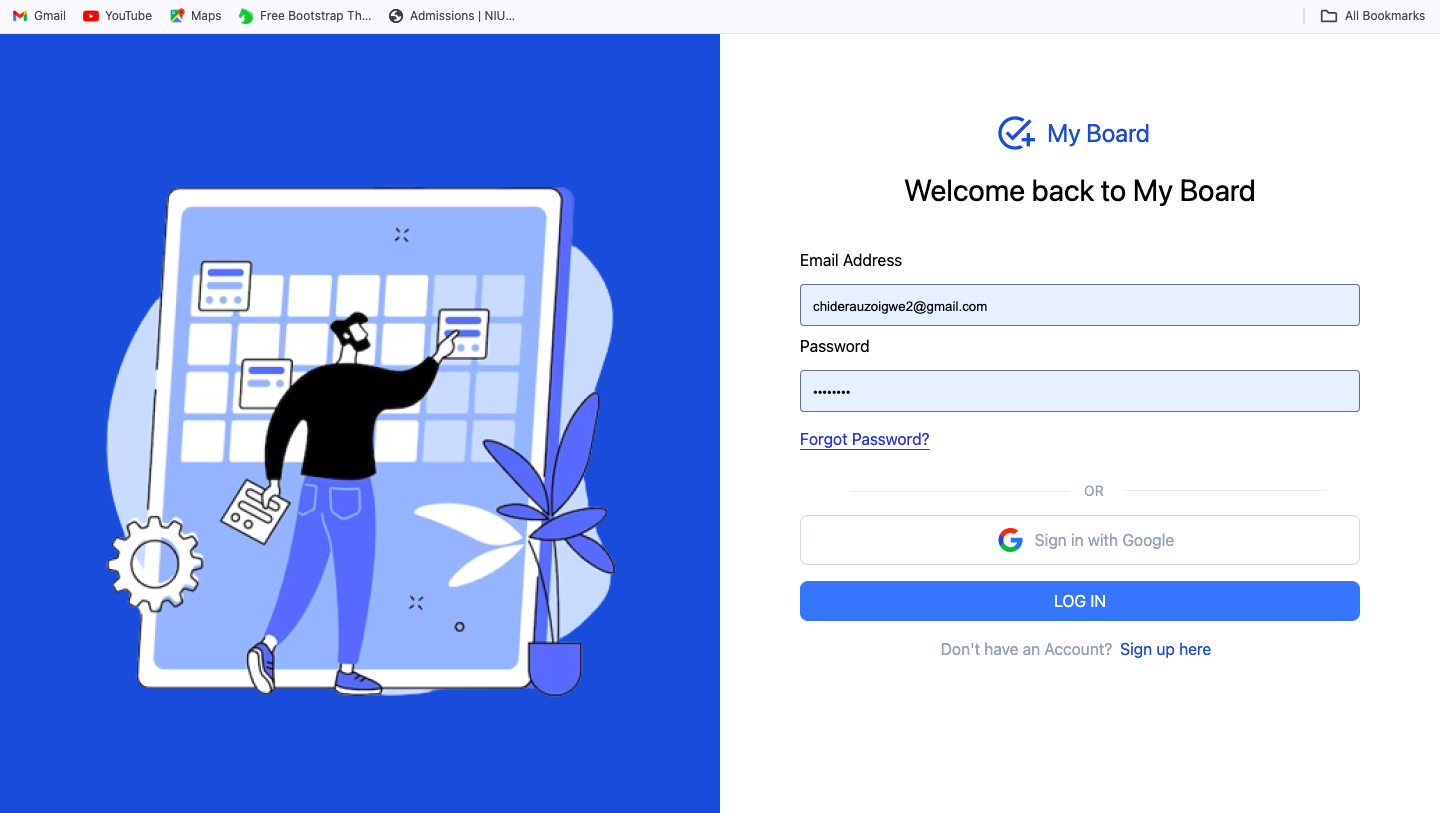 Gmail YouTube Maps Free Bootstrap Th... Admissions | NIU... All Bookmarks
My Board
Welcome back to My Board
Email Address
chiderauzoigwe2@gmail.com
Password
••••••••
Forgot Password?
OR
Sign in with Google
LOG IN
Don't have an Account? Sign up here